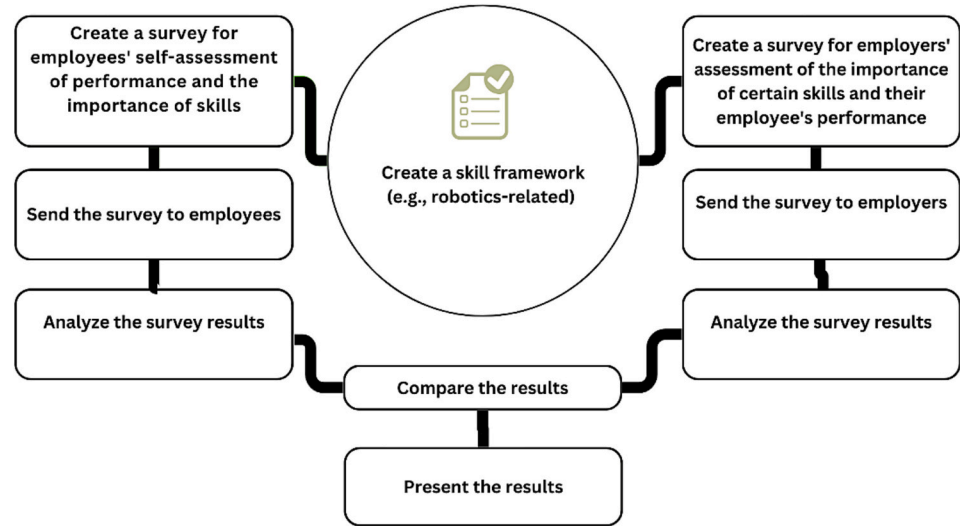 Create a survey for
employees' self-assessment
of performance and the
importance of skills
Send the survey to employees
Analyze the survey results
Create a skill framework
(e.g., robotics-related)
Create a survey for employers'
assessment of the importance
of certain skills and their
employee's performance
Send the survey to employers
Analyze the survey results
Compare the results
Present the results